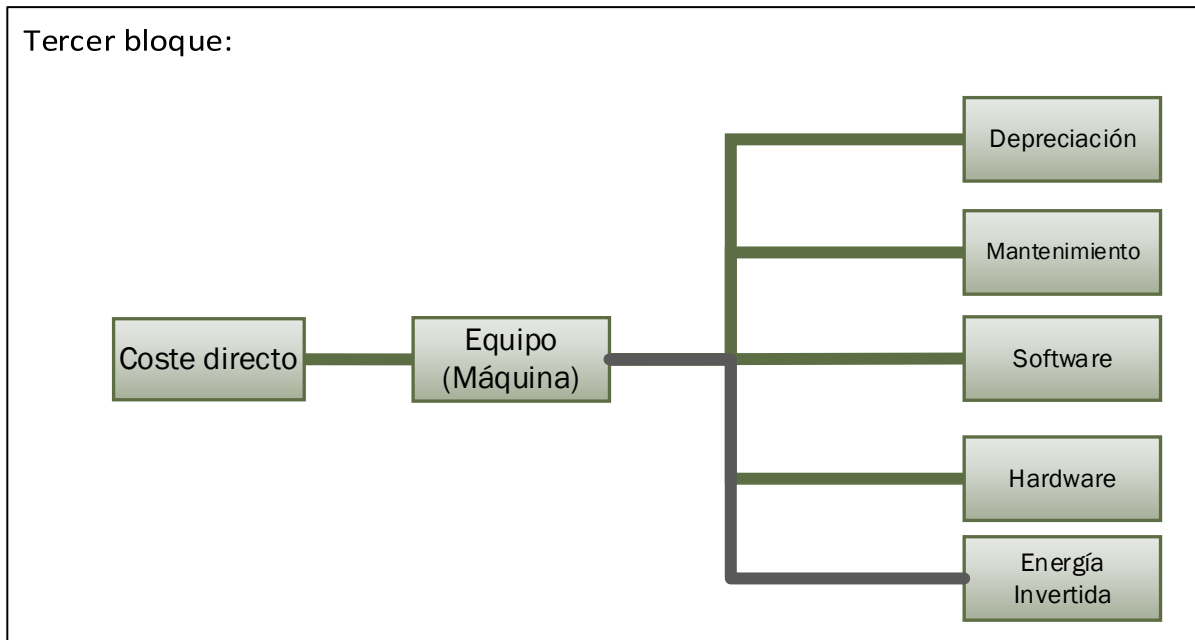 Tercer bloque:
Depreciación
Mantenimiento
Coste directo
Equipo
(Máquina)
Software
Hardware
Energía
Invertida